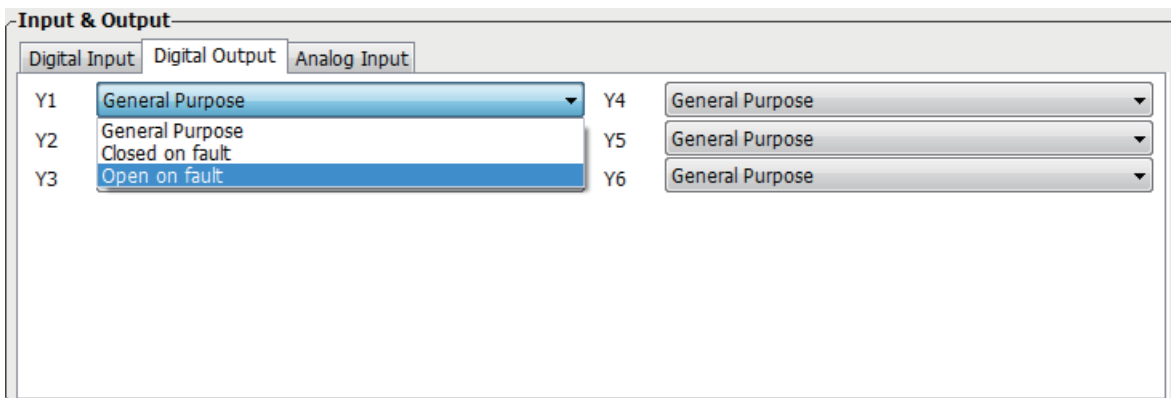 Input & Output
Digital Input Digital Output Analog Input
Y1 General Purpose Y4 General Purpose
General Purpose
Y2 Y5 General Purpose
Closed on fault
Y3 Open on fault Y6 General Purpose